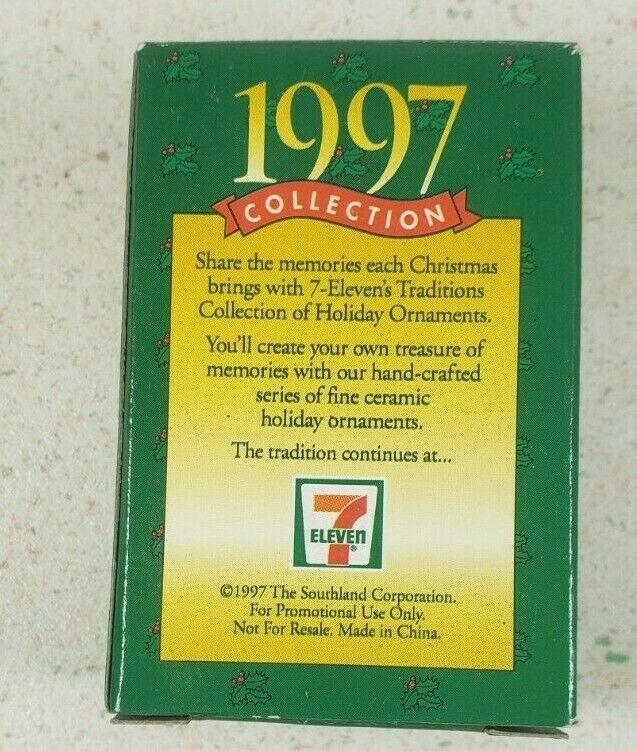 1997
COLLECTION
Share the memories each Christmas
brings with 7-Eleven's Traditions
Collection of Holiday Ornaments.
You'll create your own treasure of
memories with our hand-crafted
series of fine ceramic
holiday ornaments.
The tradition continues at...
7
ELEVEn
®
©1997 The Southland Corporation.
For Promotional Use Only.
Not For Resale. Made in China.